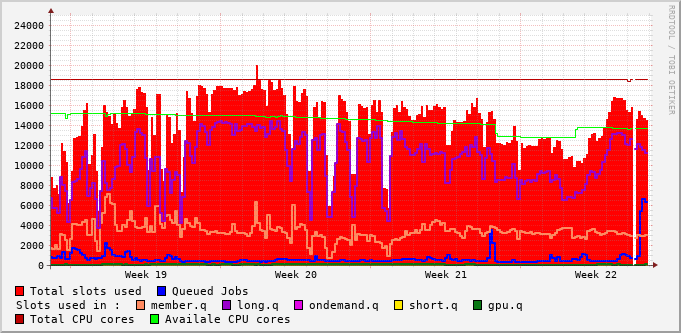 RRDTOOL / TOBI OETIKER
24000
22000
20000
18000
16000
14000
12000
10000
8000
6000
4000
2000
0
Week 19 Week 20 Week 21 Week 22
Total slots used Queued Jobs
Slots used in : member.q long.q ondemand.q short.q gpu.q
Total CPU cores Availale CPU cores